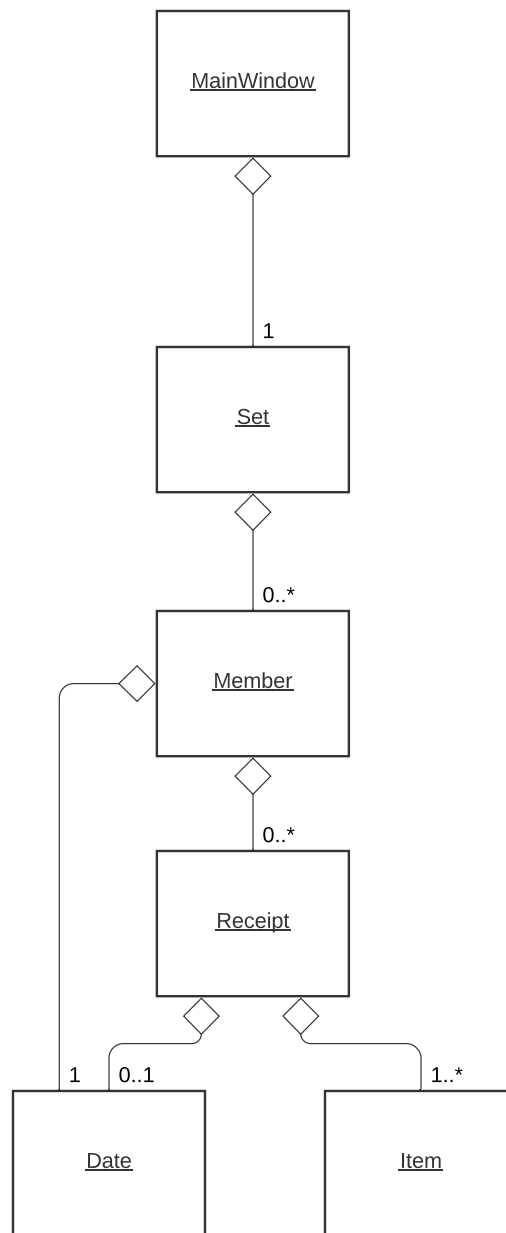 MainWindow
1
Set
0..*
Member
0..*
Receipt
1
0..1
1..*
Date
Item